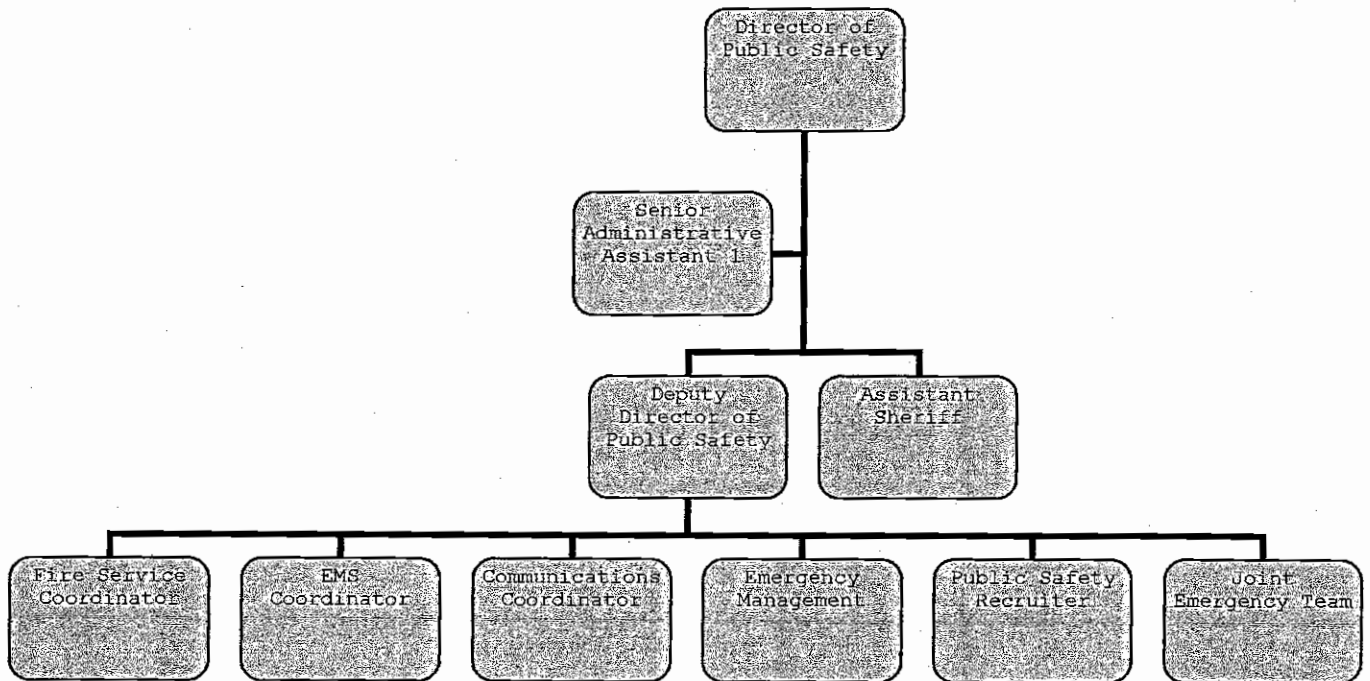 Director of
Public Safety
Senior
Administrative
Assistant 1
Deputy
Director of
Public Safety
Assistant
Sheriff
Fire Service
Coordinator
EMS
Coordinator
Communications
Coordinator
Emergency
Management
Public Safety
Recruiter
Joint
Emergency Team